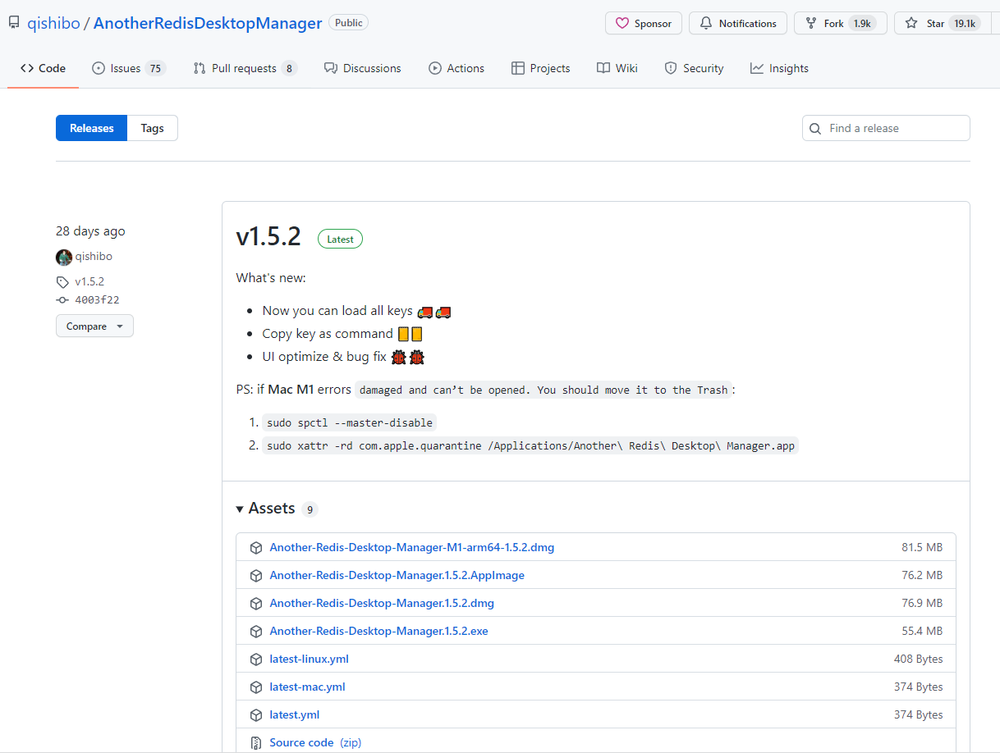 qishibo / AnotherRedisDesktopManager Public Sponsor Notifications Fork 1.9k Star 19.1k
Code Issues 75 Pull requests 8 Discussions Actions Projects Wiki Security Insights
Releases Tags Find a release
28 days ago
qishibo
v1.5.2
4003f22
Compare
v1.5.2 Latest
What's new:
Now you can load all keys 🚒🚒
Copy key as command 🟨🟨
UI optimize & bug fix 🐞🐞
PS: if Mac M1 errors damaged and can’t be opened. You should move it to the Trash :
1. sudo spctl --master-disable
2. sudo xattr -rd com.apple.quarantine /Applications/Another\ Redis\ Desktop\ Manager.app
Assets 9
Another-Redis-Desktop-Manager-M1-arm64-1.5.2.dmg 81.5 MB
Another-Redis-Desktop-Manager.1.5.2.AppImage 76.2 MB
Another-Redis-Desktop-Manager.1.5.2.dmg 76.9 MB
Another-Redis-Desktop-Manager.1.5.2.exe 55.4 MB
latest-linux.yml 408 Bytes
latest-mac.yml 374 Bytes
latest.yml 374 Bytes
Source code (zip)